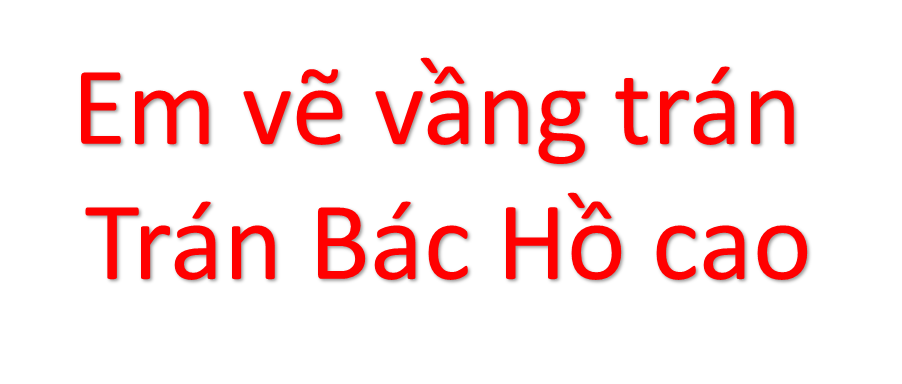 Em vẽ vầng trán
Trán Bác Hồ cao